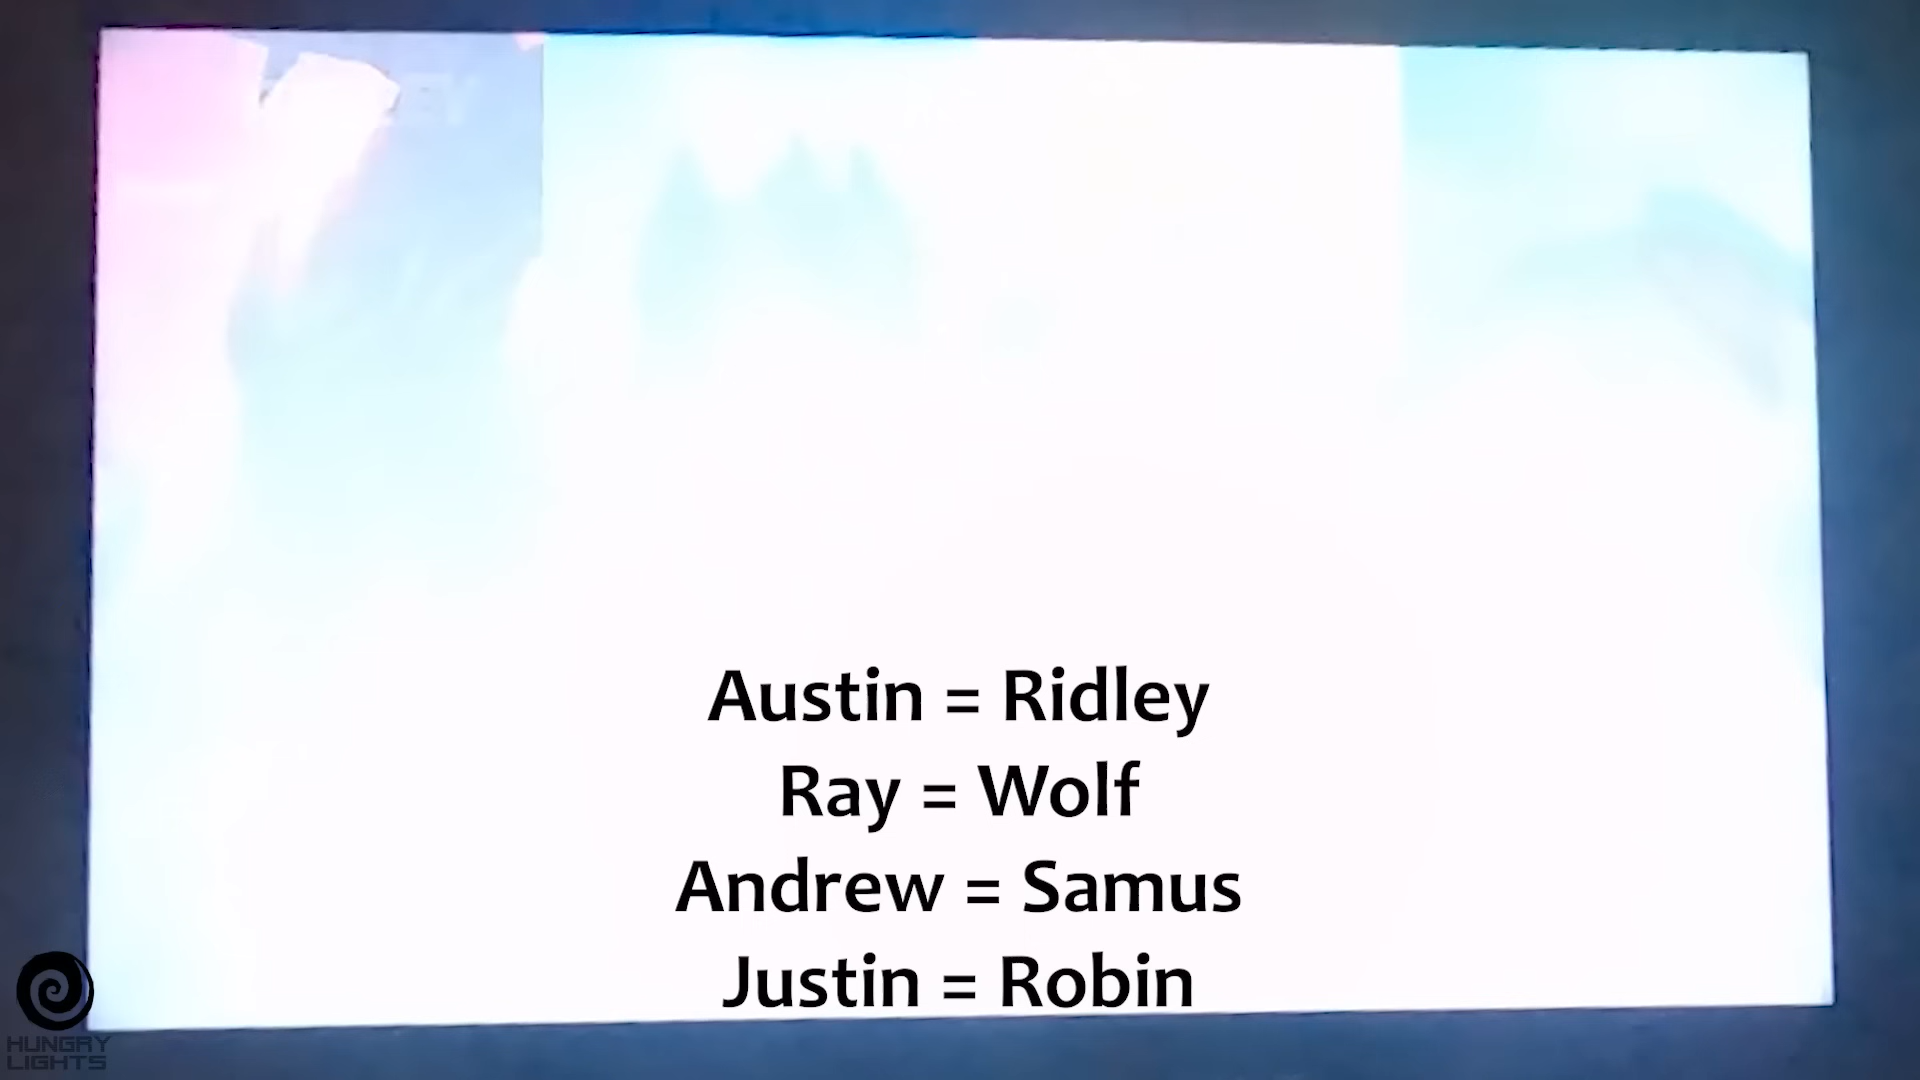 Austin = Ridley
Ray = Wolf
Andrew = Samus
Justin = Robin
HUNGRY
LIGHTS